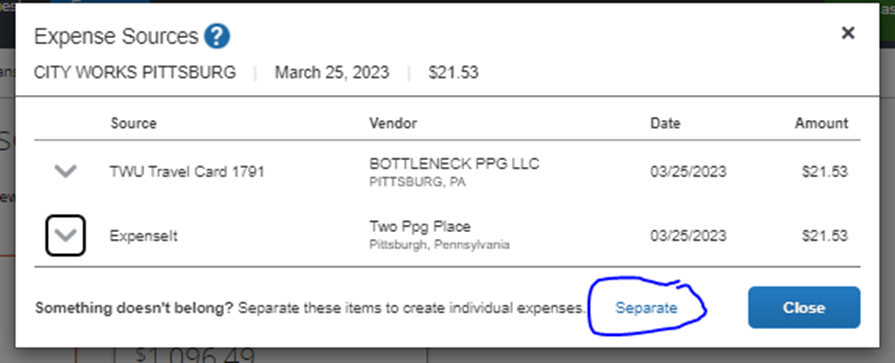 Expense Sources ?
CITY WORKS PITTSBURG | March 25, 2023 | $21.53
Source Vendor Date Amount
TWU Travel Card 1791 BOTTLENECK PPG LLC 03/25/2023 $21.53
PITTSBURG, PA
ExpenseIt Two Ppg Place 03/25/2023 $21.53
Pittsburgh, Pennsylvania
Something doesn't belong? Separate these items to create individual expenses. Separate Close
$1,096.49